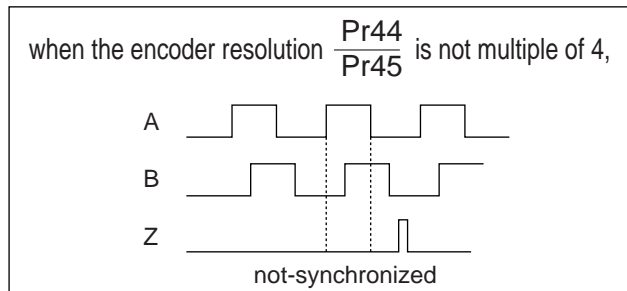 when the encoder resolution Pr44/Pr45 is not multiple of 4,
A
B
Z
not-synchronized